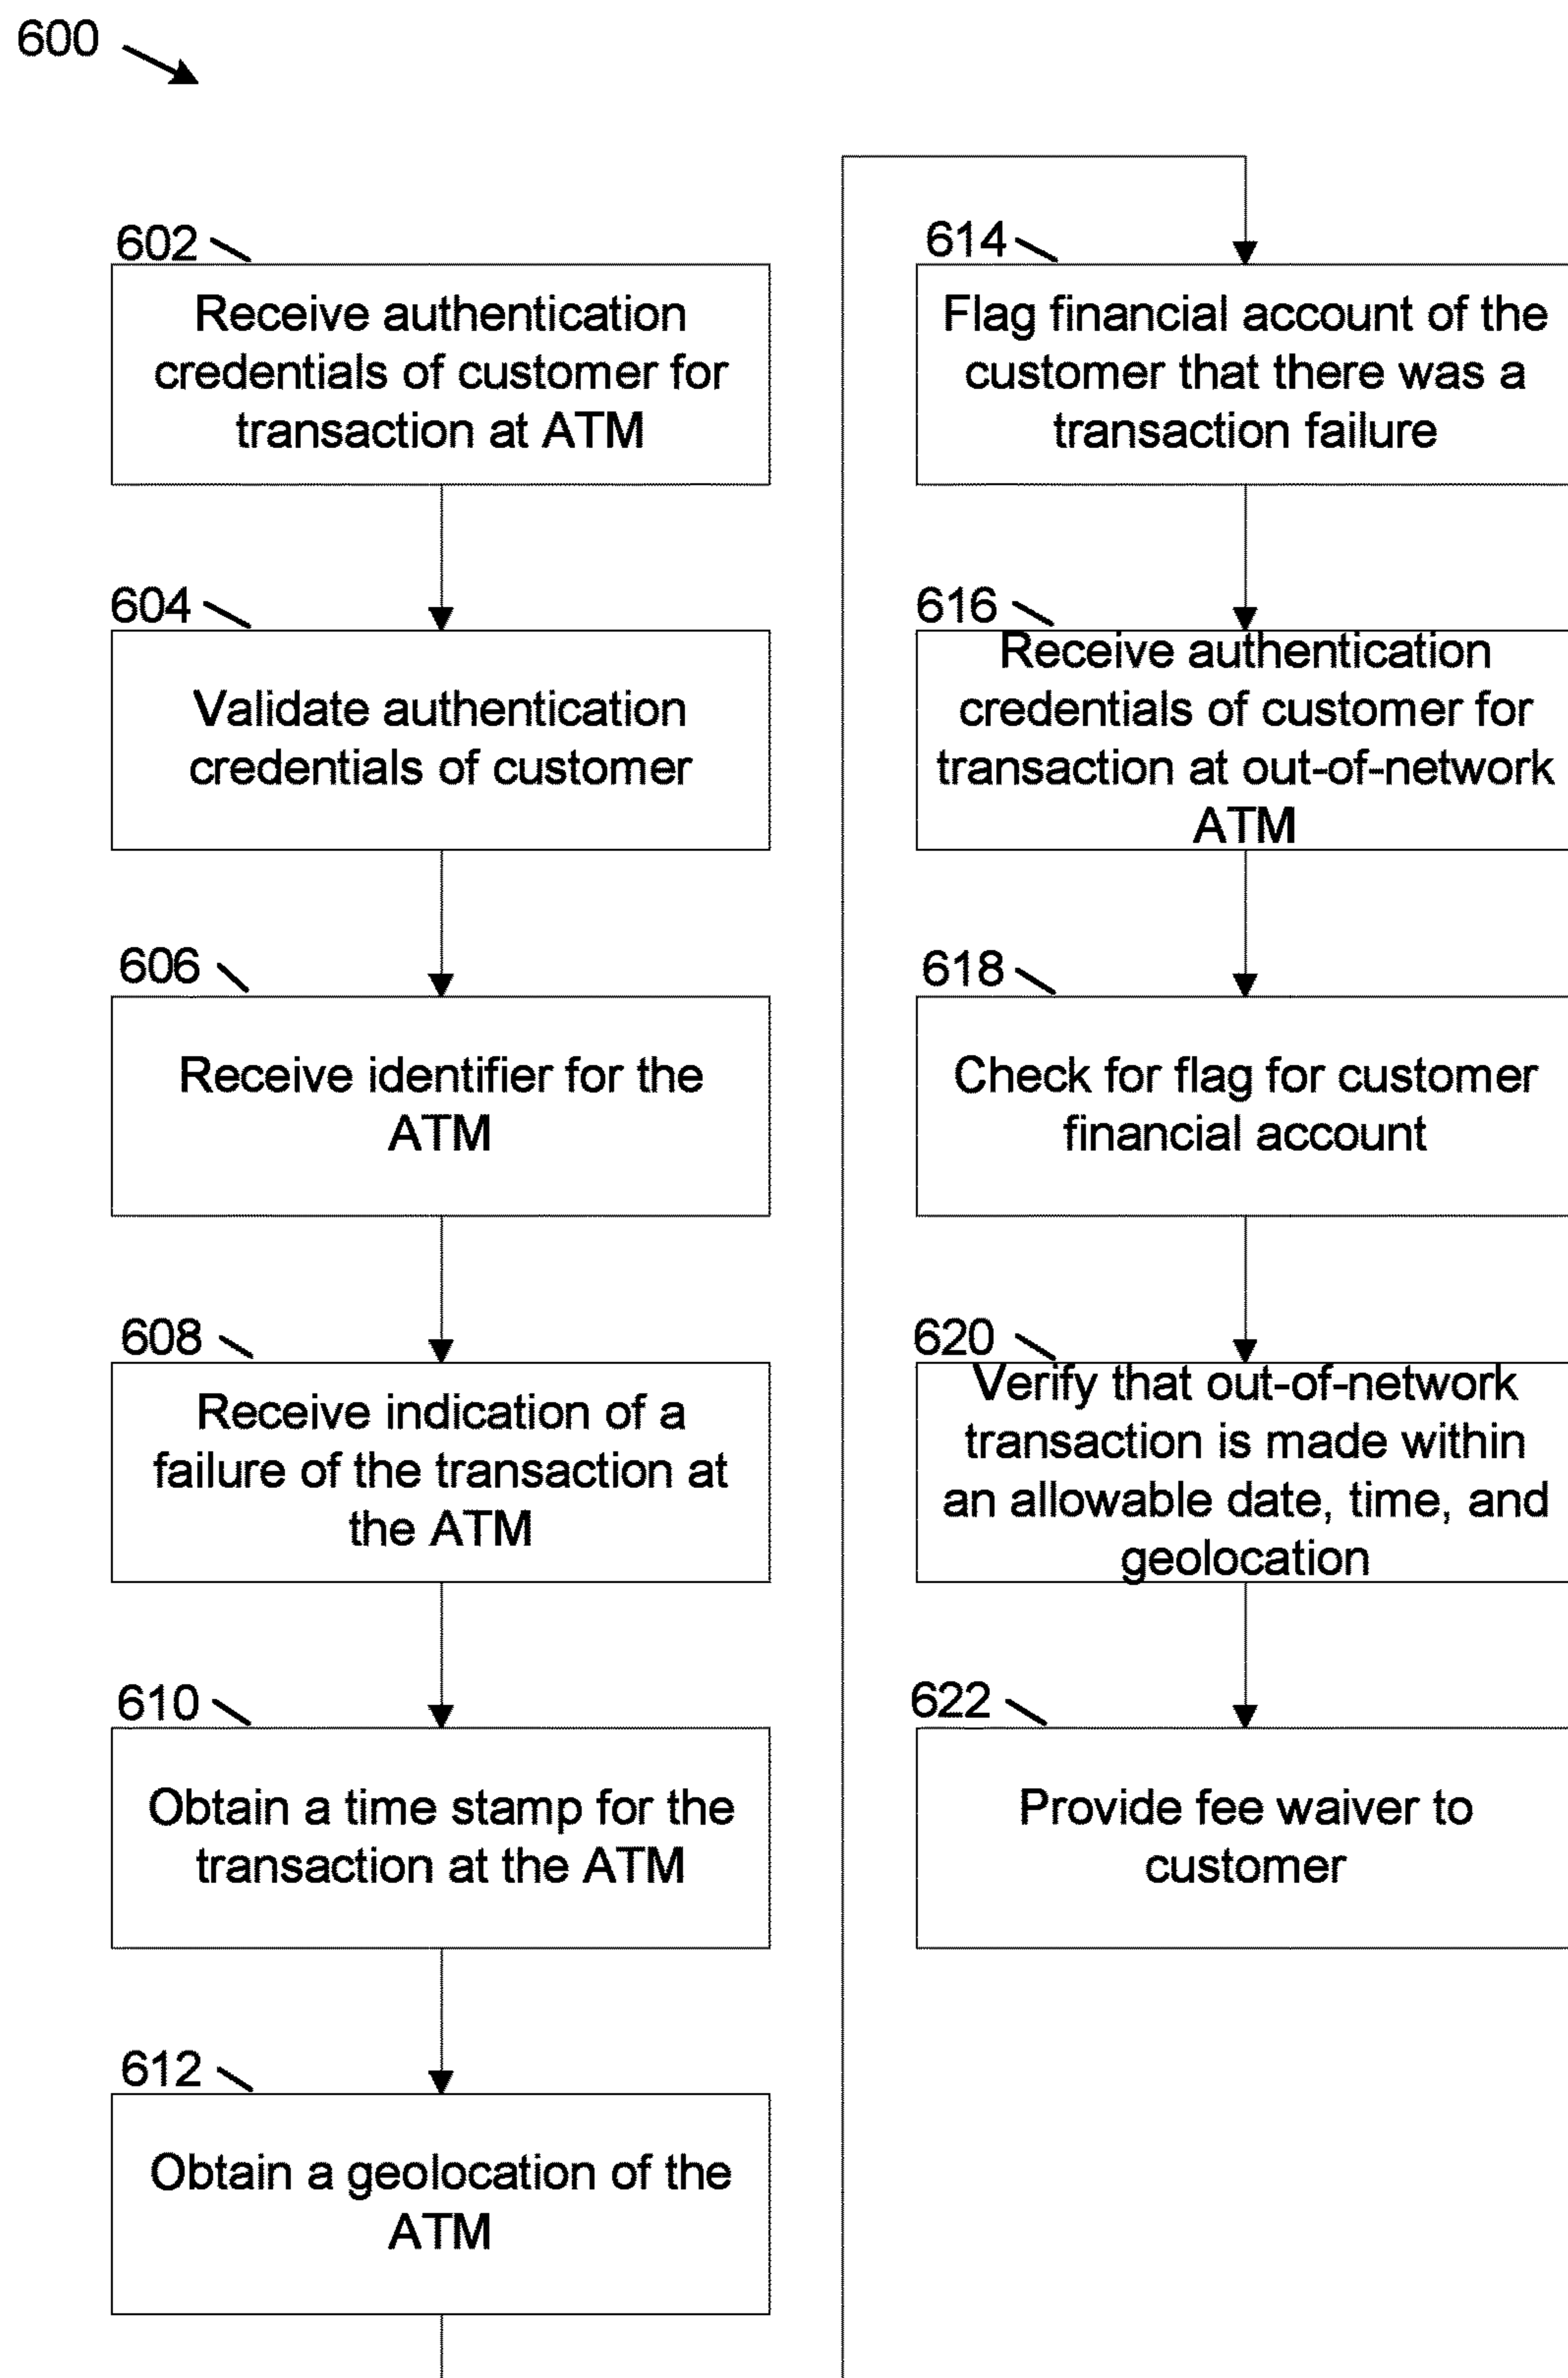 600
602
Receive authentication
credentials of customer for
transaction at ATM
604
Validate authentication
credentials of customer
606
Receive identifier for the
ATM
608
Receive indication of a
failure of the transaction at
the ATM
610
Obtain a time stamp for the
transaction at the ATM
612
Obtain a geolocation of the
ATM
614
Flag financial account of the
customer that there was a
transaction failure
616
Receive authentication
credentials of customer for
transaction at out-of-network
ATM
618
Check for flag for customer
financial account
620
Verify that out-of-network
transaction is made within
an allowable date, time, and
geolocation
622
Provide fee waiver to
customer